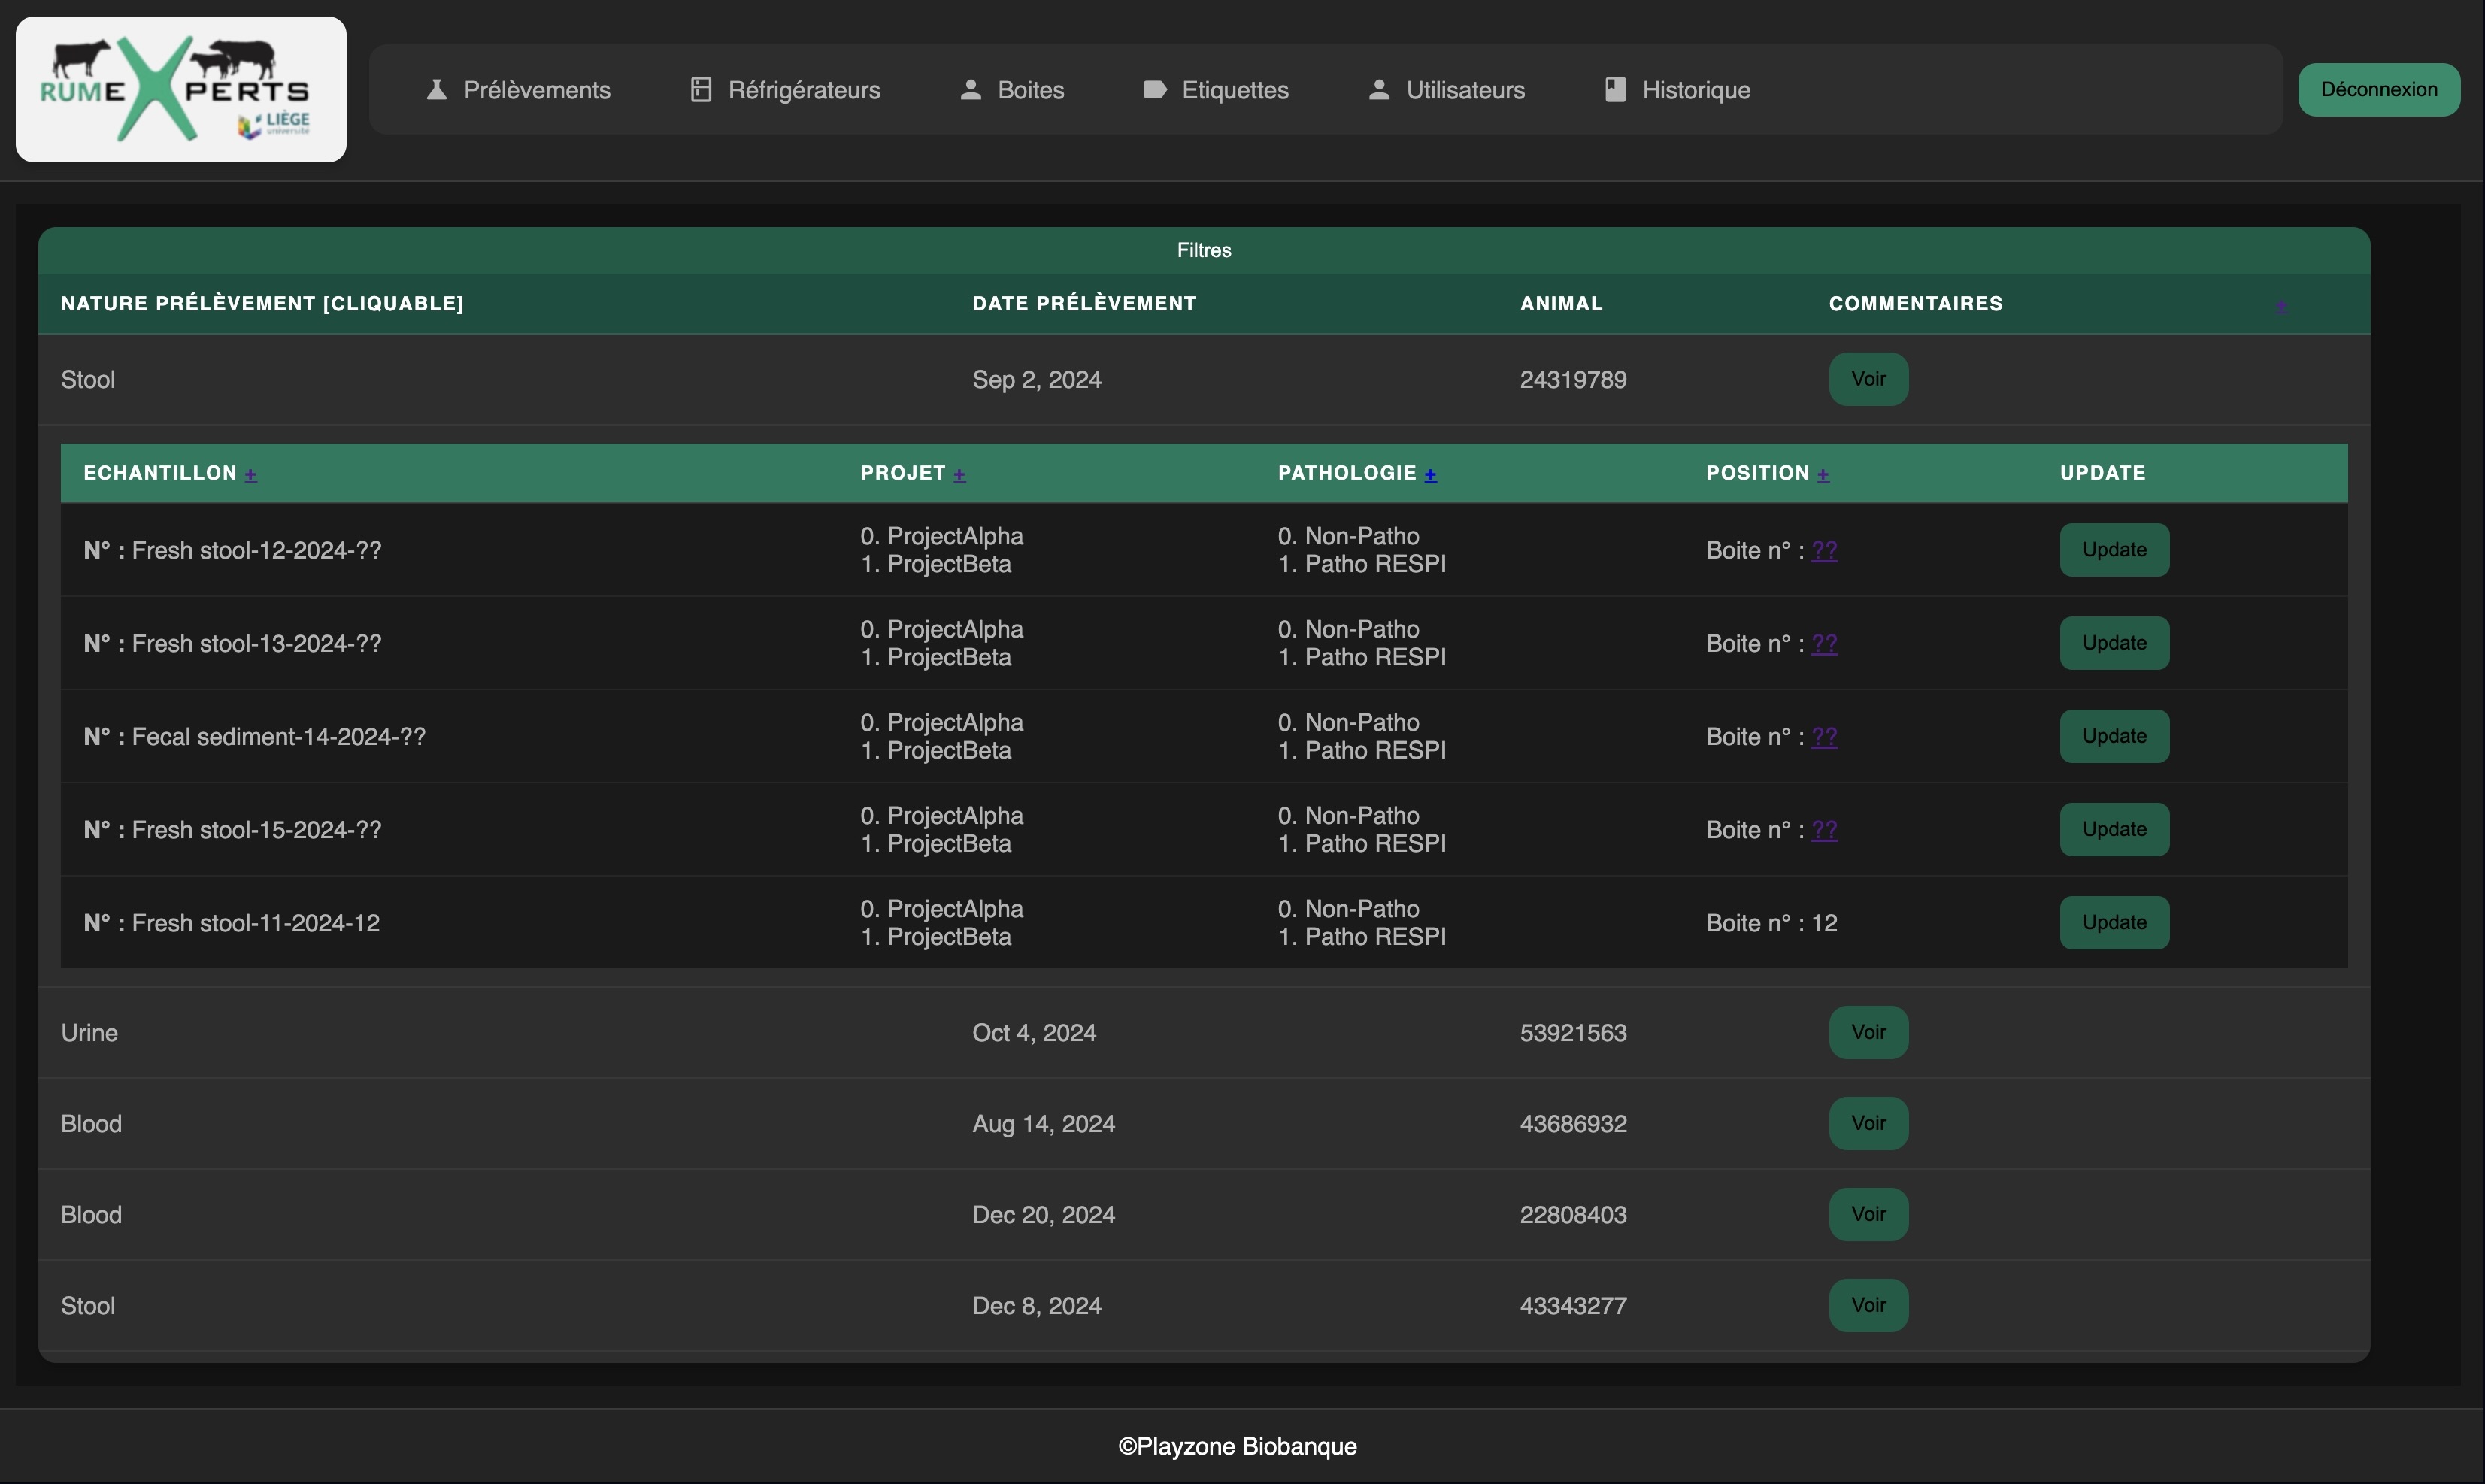 RUMEXPERTS
LIÈGE
université
Prélèvements
Réfrigérateurs
Boites
Etiquettes
Utilisateurs
Historique
Déconnexion
Filtres
NATURE PRÉLÈVEMENT [CLIQUABLE] DATE PRÉLÈVEMENT ANIMAL COMMENTAIRES +
Stool Sep 2, 2024 24319789 Voir
ECHANTILLON + PROJET + PATHOLOGIE + POSITION + UPDATE
N° : Fresh stool-12-2024-?? 0. ProjectAlpha 0. Non-Patho Boite n° : ?? Update
1. ProjectBeta 1. Patho RESPI
N° : Fresh stool-13-2024-?? 0. ProjectAlpha 0. Non-Patho Boite n° : ?? Update
1. ProjectBeta 1. Patho RESPI
N° : Fecal sediment-14-2024-?? 0. ProjectAlpha 0. Non-Patho Boite n° : ?? Update
1. ProjectBeta 1. Patho RESPI
N° : Fresh stool-15-2024-?? 0. ProjectAlpha 0. Non-Patho Boite n° : ?? Update
1. ProjectBeta 1. Patho RESPI
N° : Fresh stool-11-2024-12 0. ProjectAlpha 0. Non-Patho Boite n° : 12 Update
1. ProjectBeta 1. Patho RESPI
Urine Oct 4, 2024 53921563 Voir
Blood Aug 14, 2024 43686932 Voir
Blood Dec 20, 2024 22808403 Voir
Stool Dec 8, 2024 43343277 Voir
©Playzone Biobanque